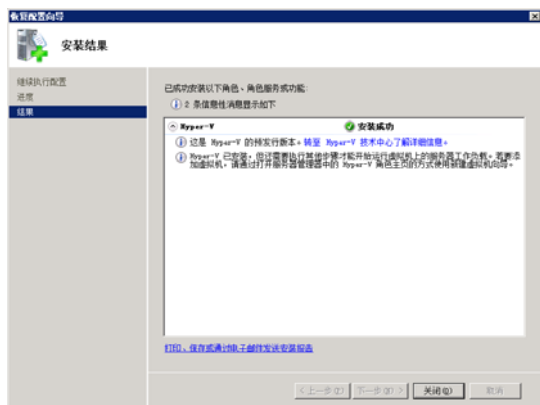 恢复配置向导
安装结果
继续执行配置
进度
结果
已成功安装以下角色、角色服务或功能:
2 条信息性消息显示如下
Hyper-V 安装成功
这是 Hyper-V 的预发行版本。转至 Hyper-V 技术中心了解详细信息。
Hyper-V 已安装，但还需要执行其他步骤才能开始运行虚拟机上的服务器工作负载。若要添
加虚拟机，请通过打开服务器管理器中的 Hyper-V 角色主页的方式使用新建虚拟机向导。
打印、保存或通过电子邮件发送安装报告
< 上一步(P) 下一步(N) > 关闭(O) 取消